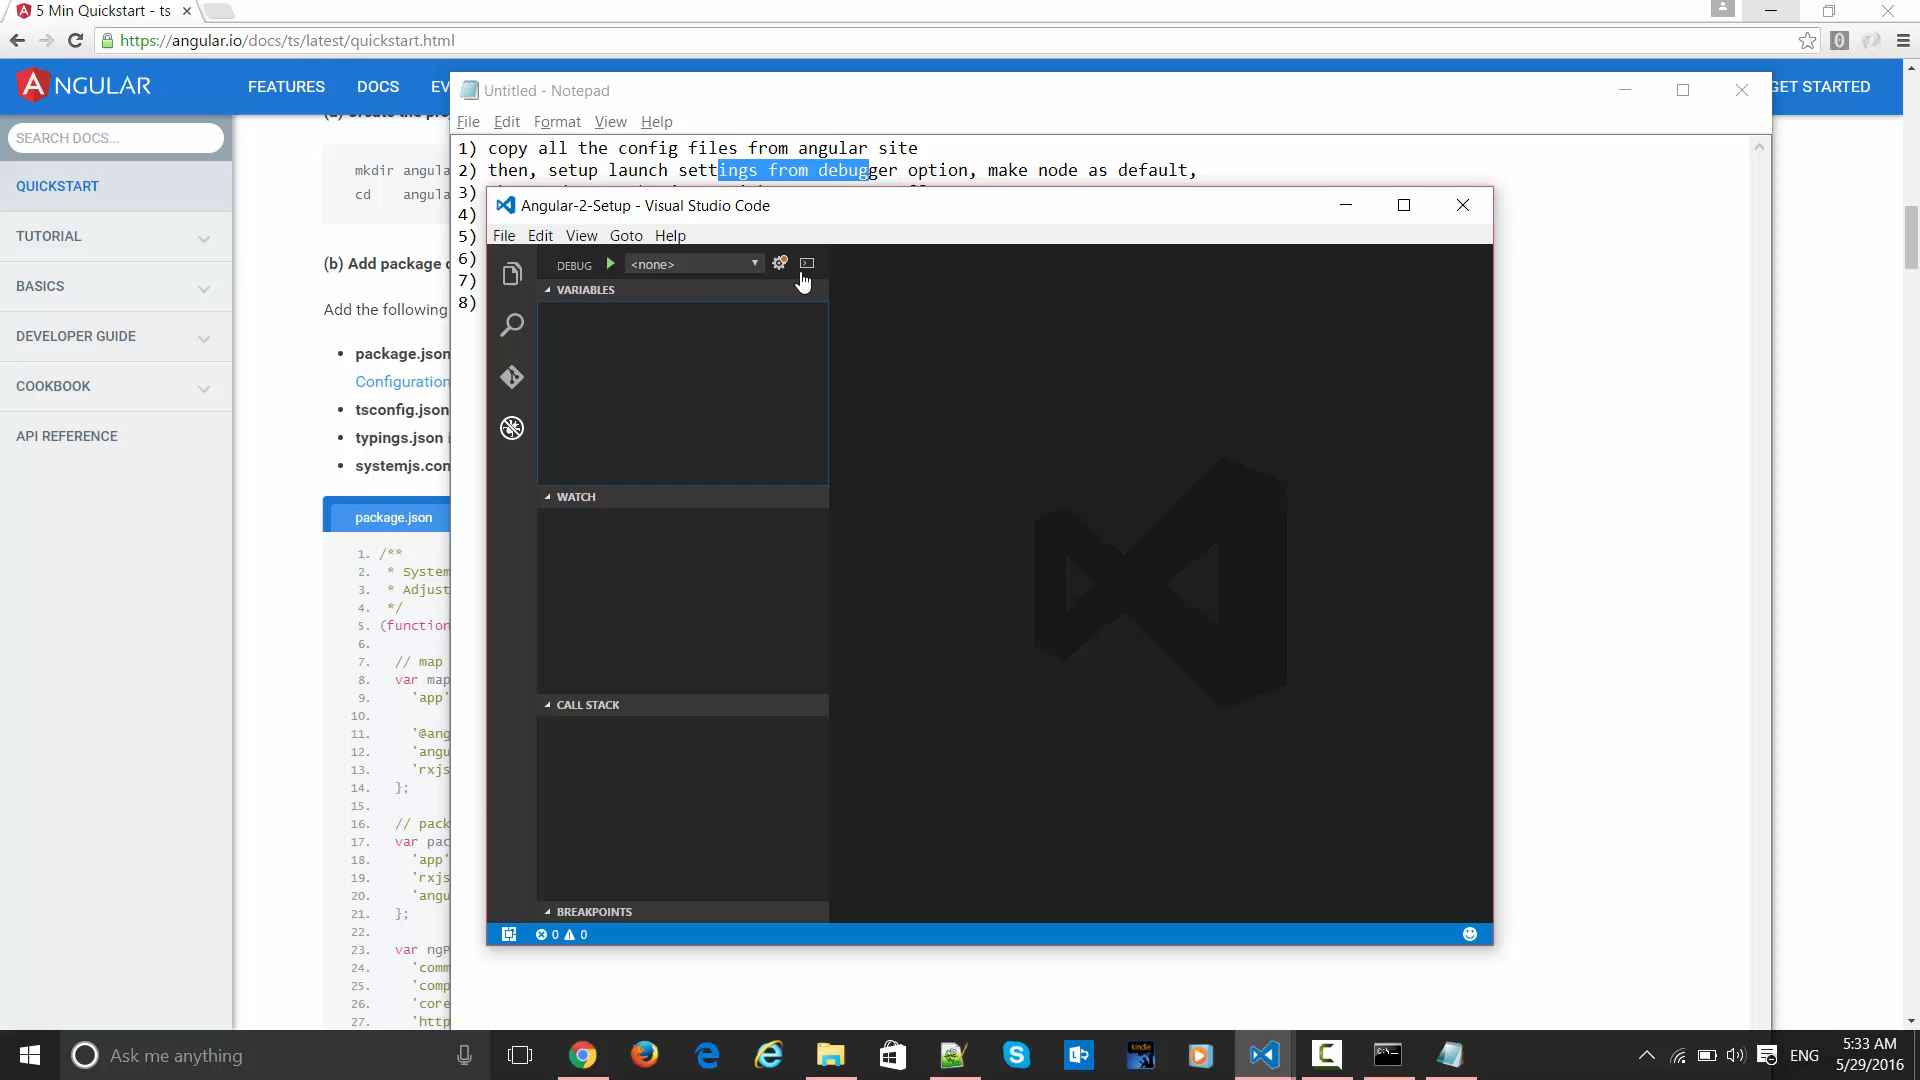 5 Min Quickstart - ts
https://angular.io/docs/ts/latest/quickstart.html
NGULAR
FEATURES
DOCS
GET STARTED
SEARCH DOCS...
QUICKSTART
TUTORIAL
BASICS
DEVELOPER GUIDE
COOKBOOK
API REFERENCE
mkdir angula
cd angula
(b) Add package
Add the following
package.json
Configuration
tsconfig.json
typings.json
systemjs.con
package.json
1. /**
2. * System
3. * Adjust
4. */
5. (function
6.
7. // map
8. var map
9. 'app'
10.
11. '@ang
12. 'angu
13. 'rxjs
14. };
15.
16. // pack
17. var pac
18. 'app'
19. 'rxjs
20. 'angu
21. };
22.
23. var ngP
24. 'comm
25. 'comp
26. 'core
27. 'http
Untitled - Notepad
File Edit Format View Help
1) copy all the config files from angular site
2) then, setup launch settings from debugger option, make node as default,
3)
4)
5)
6)
7)
8)
Angular-2-Setup - Visual Studio Code
File Edit View Goto Help
DEBUG <none>
VARIABLES
WATCH
CALL STACK
BREAKPOINTS
0 0
Ask me anything
kindle
ENG
5:33 AM
5/29/2016